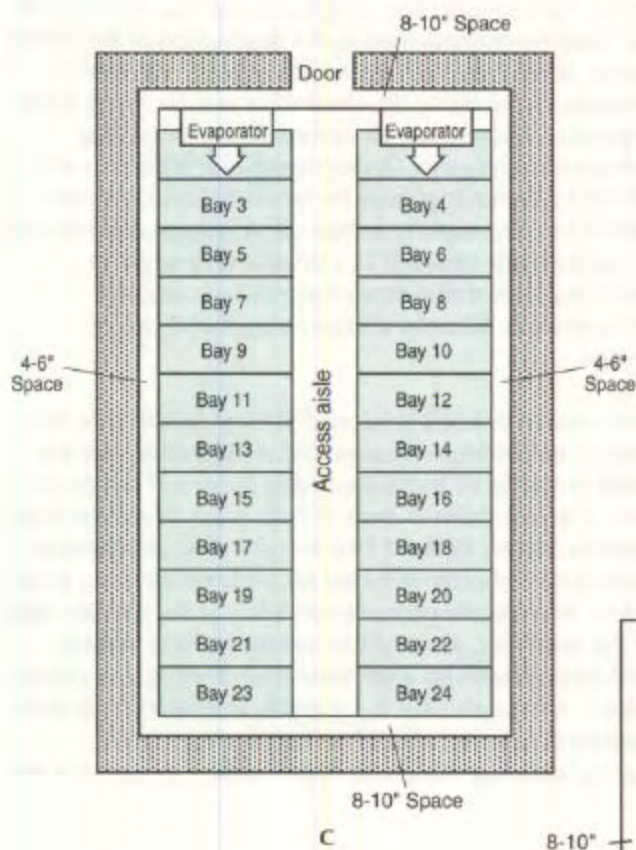 8-10" Space
Door
Evaporator Evaporator
Bay 3 Bay 4
Bay 5 Bay 6
Bay 7 Bay 8
Bay 9 Bay 10
4-6" Space
4-6" Space
Bay 11 Bay 12
Access aisle
Bay 13 Bay 14
Bay 15 Bay 16
Bay 17 Bay 18
Bay 19 Bay 20
Bay 21 Bay 22
Bay 23 Bay 24
8-10" Space
C
8-10"